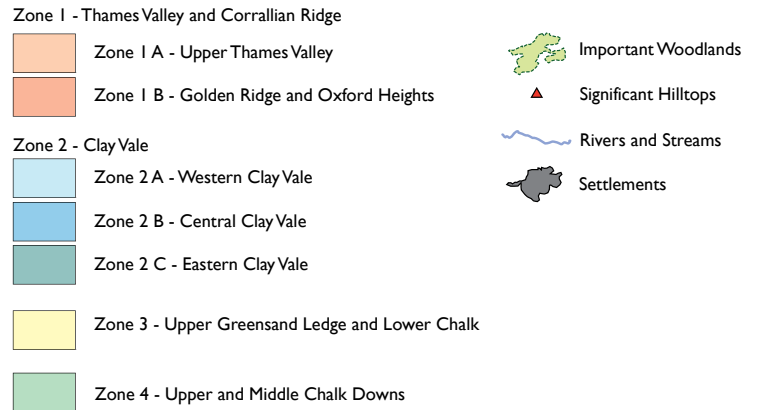 Zone 1 - Thames Valley and Corrallian Ridge
Zone 1 A - Upper Thames Valley
Zone 1 B - Golden Ridge and Oxford Heights
Zone 2 - Clay Vale
Zone 2 A - Western Clay Vale
Zone 2 B - Central Clay Vale
Zone 2 C - Eastern Clay Vale
Zone 3 - Upper Greensand Ledge and Lower Chalk
Zone 4 - Upper and Middle Chalk Downs
Important Woodlands
Significant Hilltops
Rivers and Streams
Settlements